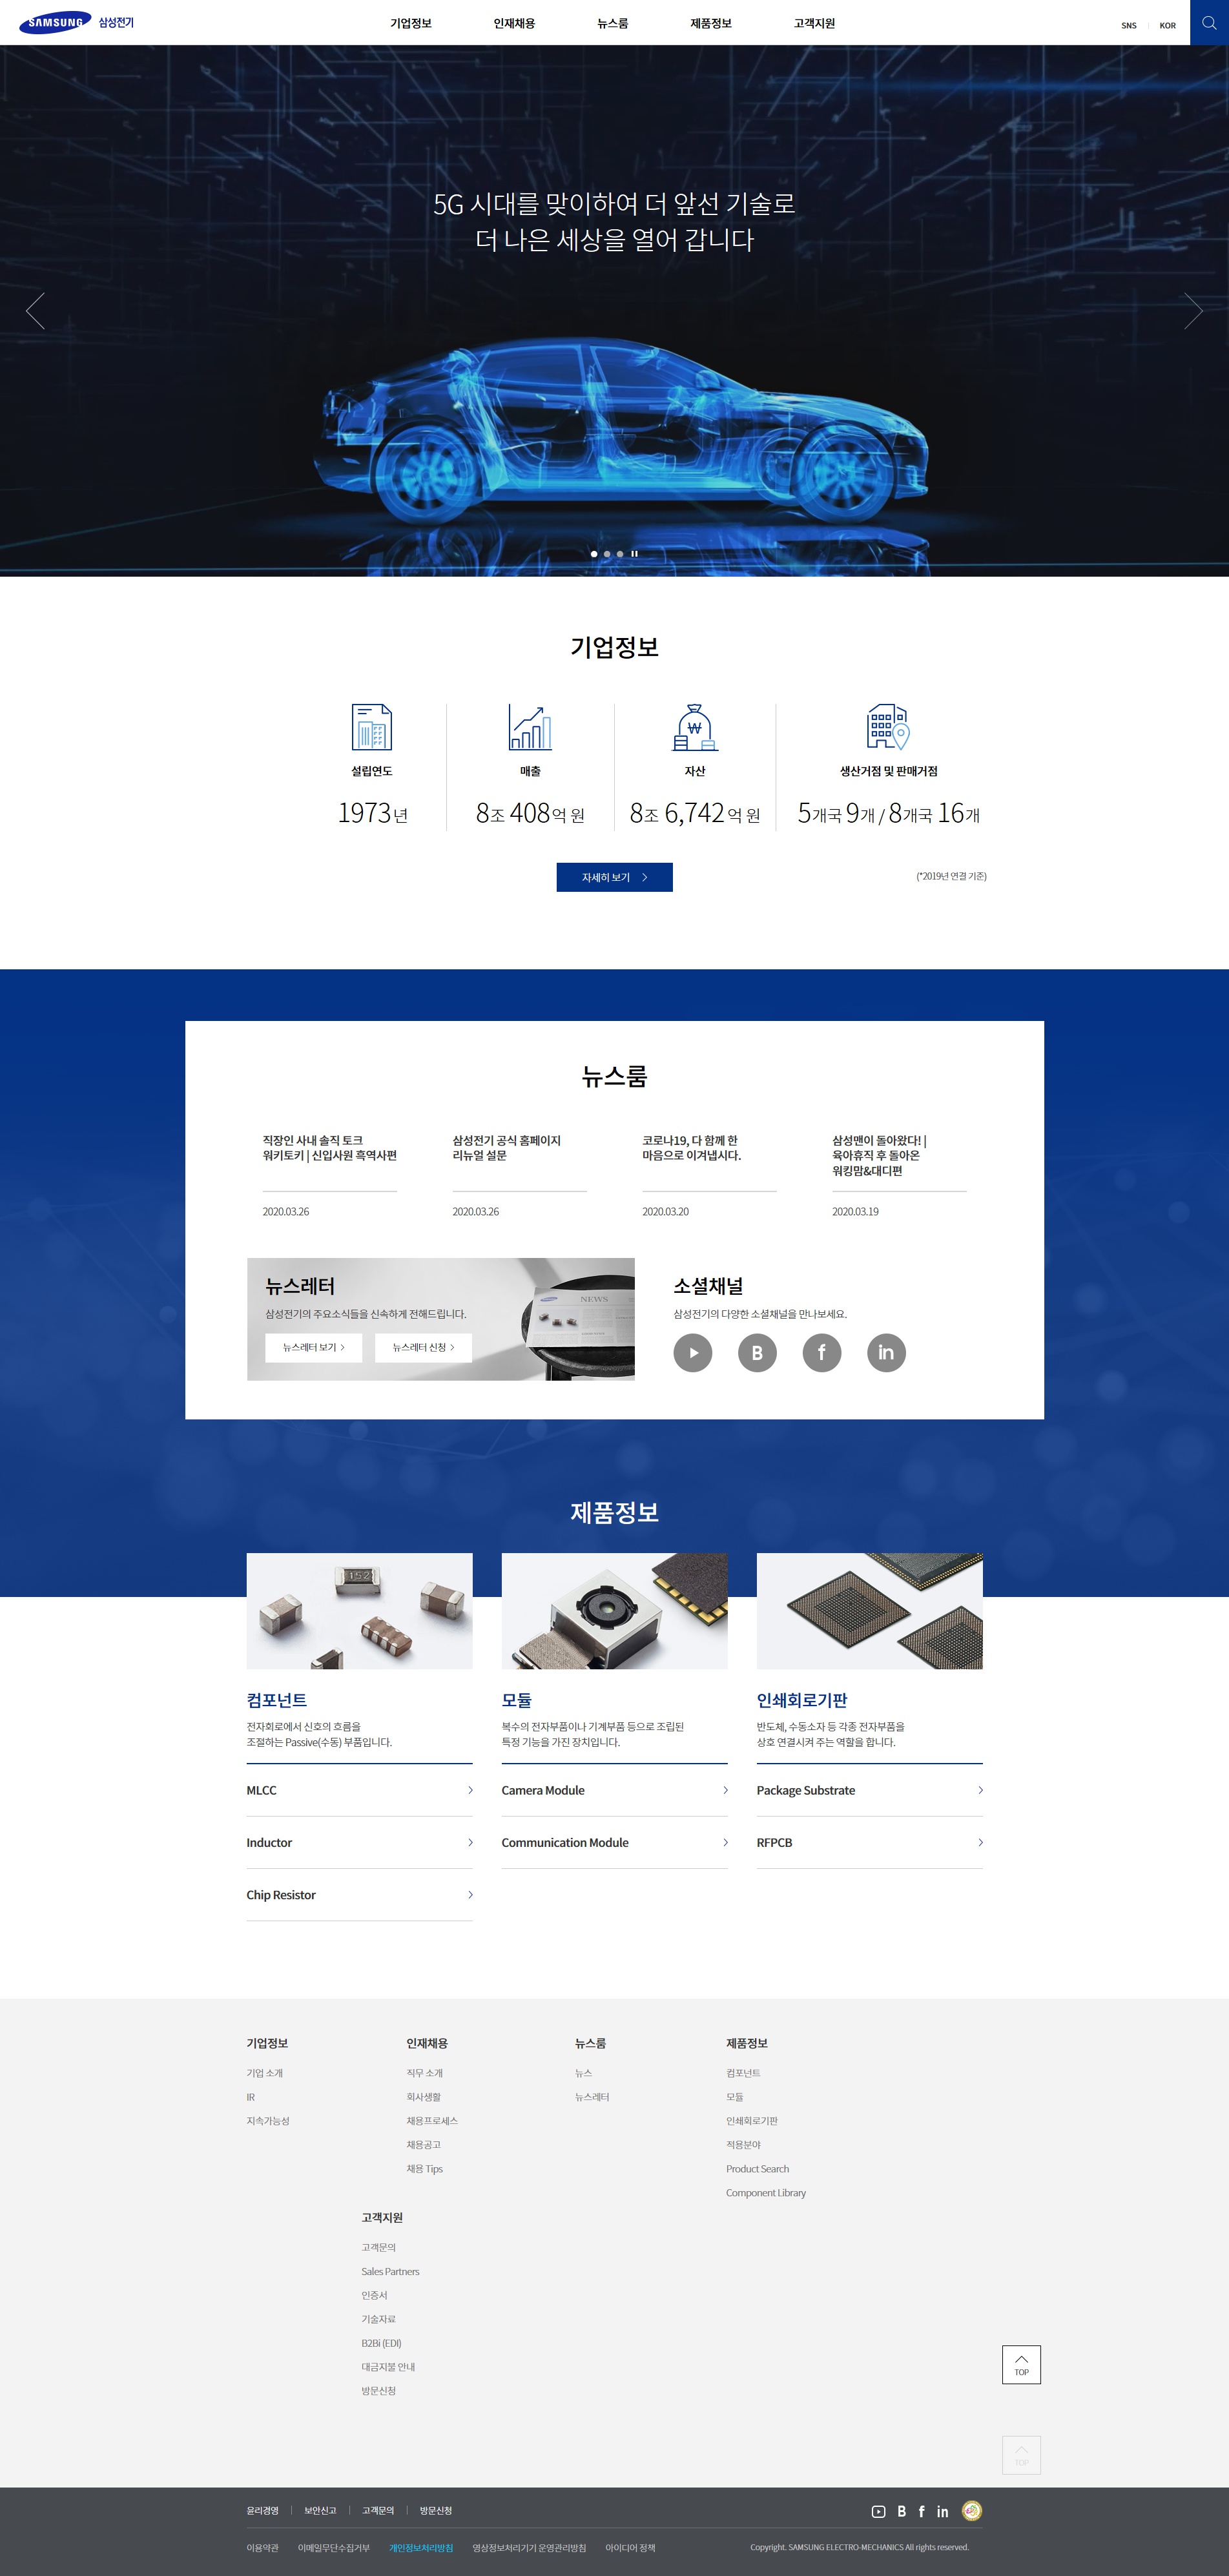 SAMSUNG 삼성전기
기업정보 인재채용 뉴스룸 제품정보 고객지원
SNS KOR
5G 시대를 맞이하여 더 앞선 기술로
더 나은 세상을 열어 갑니다
기업정보
설립연도 매출 자산 생산거점 및 판매거점
1973년 8조 408억 원 8조 6,742억 원 5개국 9개 / 8개국 16개
자세히 보기
(*2019년 연결 기준)
뉴스룸
직장인 사내 솔직 토크
워키토키 | 신입사원 흑역사편
2020.03.26
삼성전기 공식 홈페이지
리뉴얼 설문
2020.03.26
코로나19, 다 함께 한
마음으로 이겨냅시다.
2020.03.20
삼성맨이 돌아왔다! |
육아휴직 후 돌아온
워킹맘&대디편
2020.03.19
뉴스레터
삼성전기의 주요소식들을 신속하게 전해드립니다.
뉴스레터 보기 뉴스레터 신청
NEWS
소셜채널
삼성전기의 다양한 소셜채널을 만나보세요.
B f in
제품정보
152
컴포넌트
전자회로에서 신호의 흐름을
조절하는 Passive(수동) 부품입니다.
MLCC
Inductor
Chip Resistor
모듈
복수의 전자부품이나 기계부품 등으로 조립된
특정 기능을 가진 장치입니다.
Camera Module
Communication Module
인쇄회로기판
반도체, 수동소자 등 각종 전자부품을
상호 연결시켜 주는 역할을 합니다.
Package Substrate
RFPCB
기업정보
기업 소개
IR
지속가능성
인재채용
직무 소개
회사생활
채용프로세스
채용공고
채용 Tips
뉴스룸
뉴스
뉴스레터
제품정보
컴포넌트
모듈
인쇄회로기판
적용분야
Product Search
Component Library
고객지원
고객문의
Sales Partners
인증서
기술자료
B2Bi (EDI)
대금지불 안내
방문신청
TOP
TOP
윤리경영 보안신고 고객문의 방문신청
B f in
이용약관 이메일무단수집거부 개인정보처리방침 영상정보처리기기 운영관리방침 아이디어 정책
Copyright. SAMSUNG ELECTRO-MECHANICS All rights reserved.